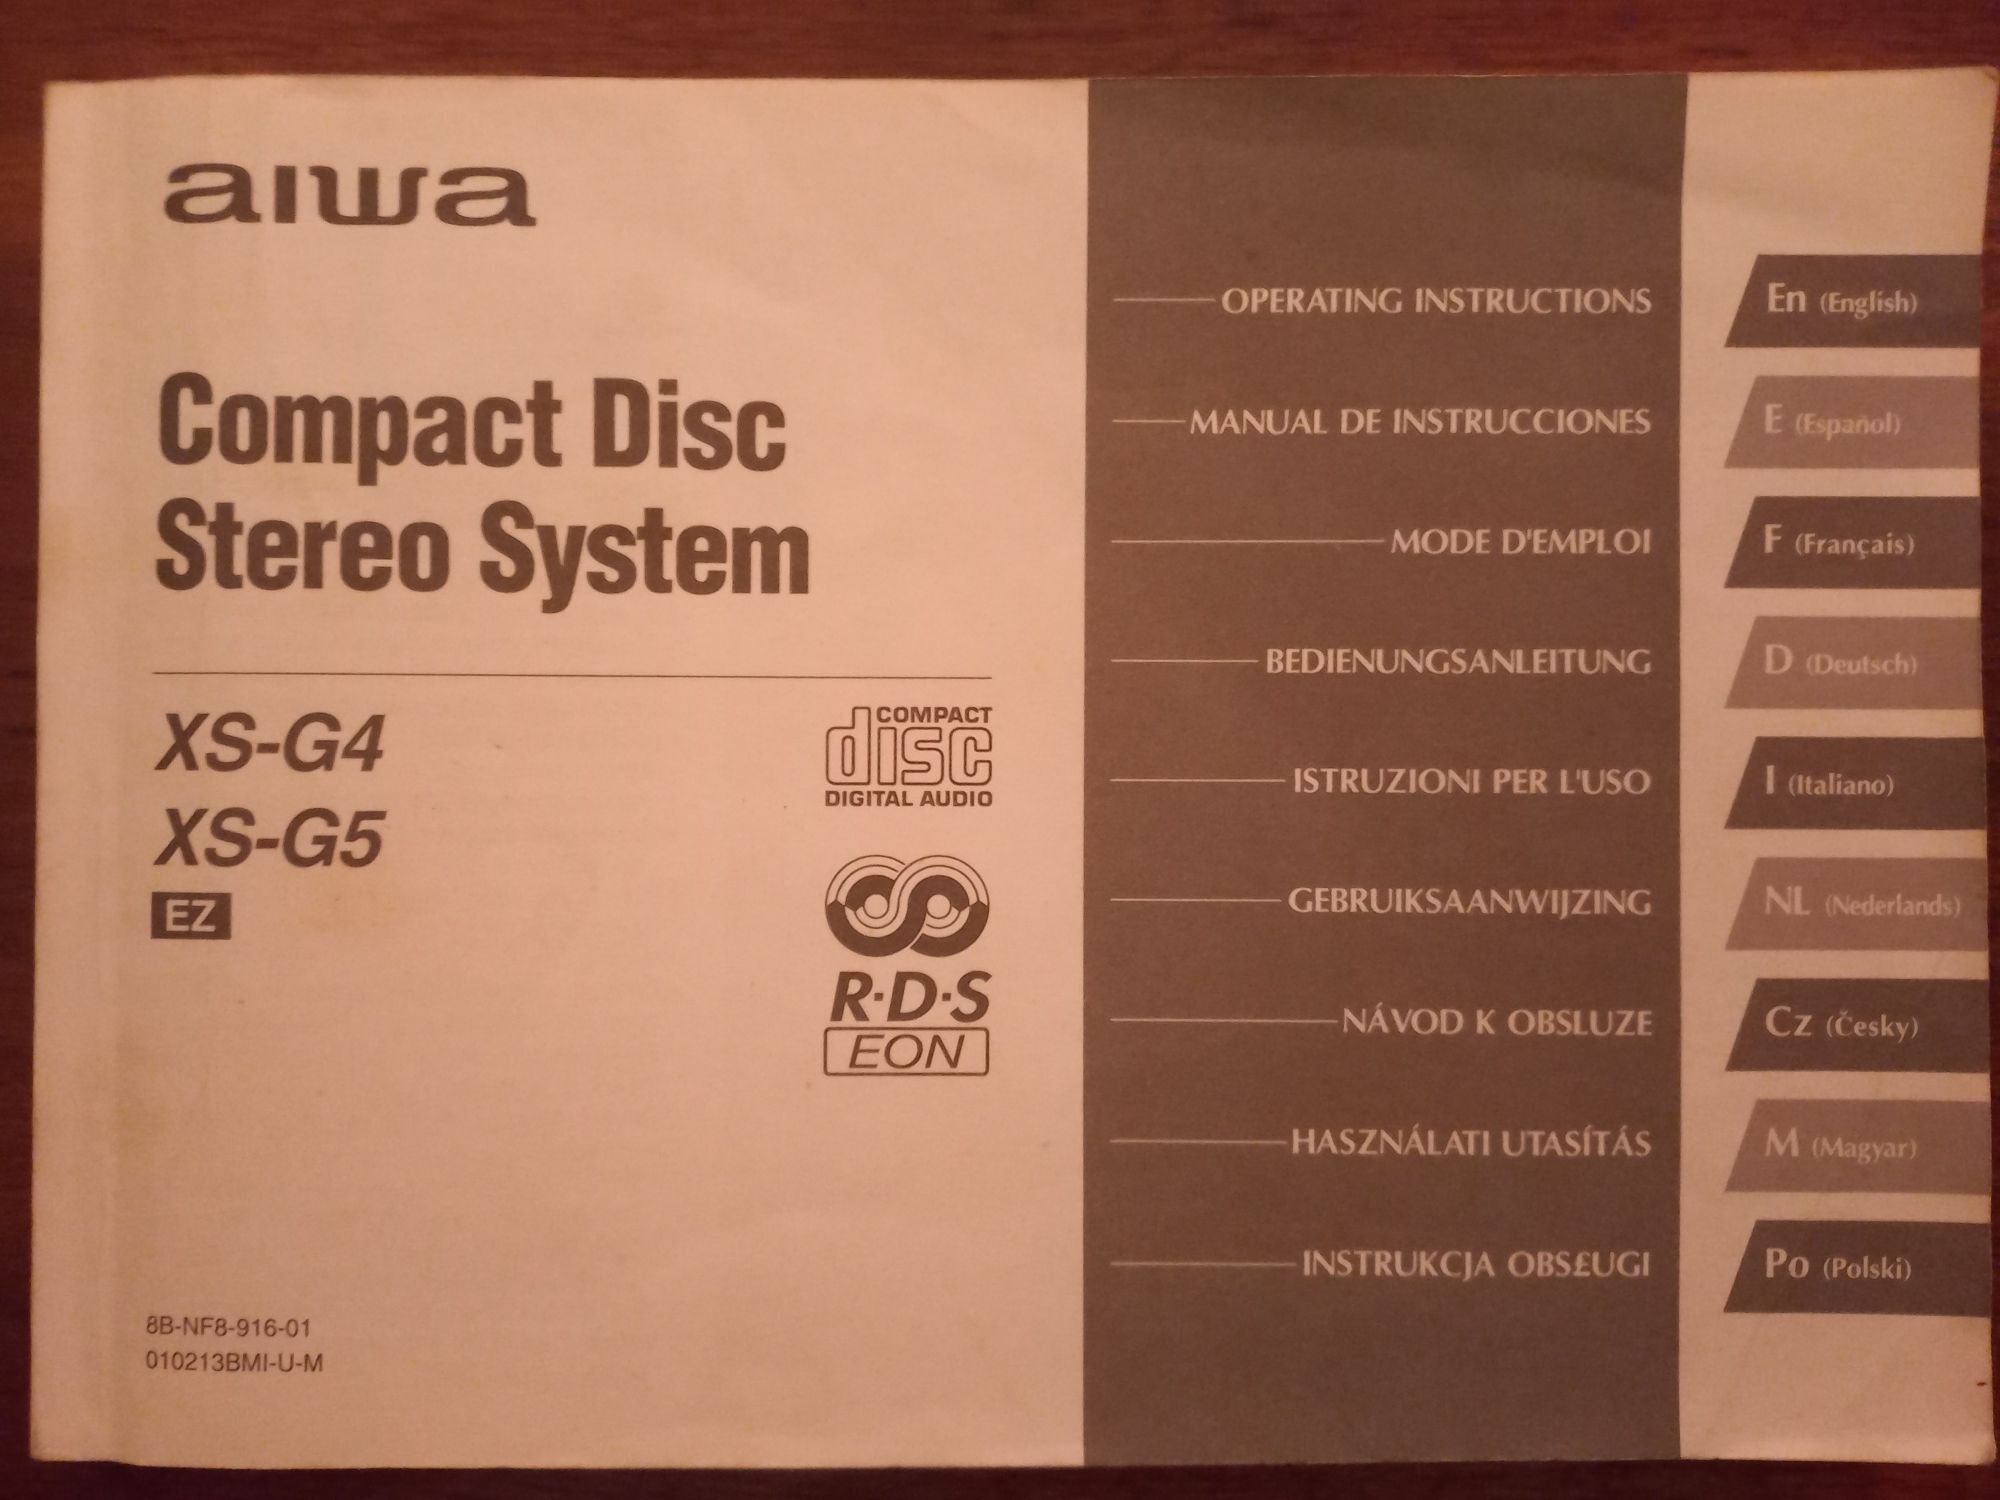 aiwa
Compact Disc
Stereo System
XS-G4
XS-G5
EZ
COMPACT
disc
DIGITAL AUDIO
R·D·S
EON
8B-NF8-916-01
010213BMI-U-M
OPERATING INSTRUCTIONS En (English)
MANUAL DE INSTRUCCIONES E (Español)
MODE D'EMPLOI F (Français)
BEDIENUNGSANLEITUNG D (Deutsch)
ISTRUZIONI PER L'USO I (Italiano)
GEBRUIKSAANWIJZING NL (Nederlands)
NÁVOD K OBSLUZE Cz (Česky)
HASZNÁLATI UTASÍTÁS M (Magyar)
INSTRUKCJA OBS£UGI Po (Polski)